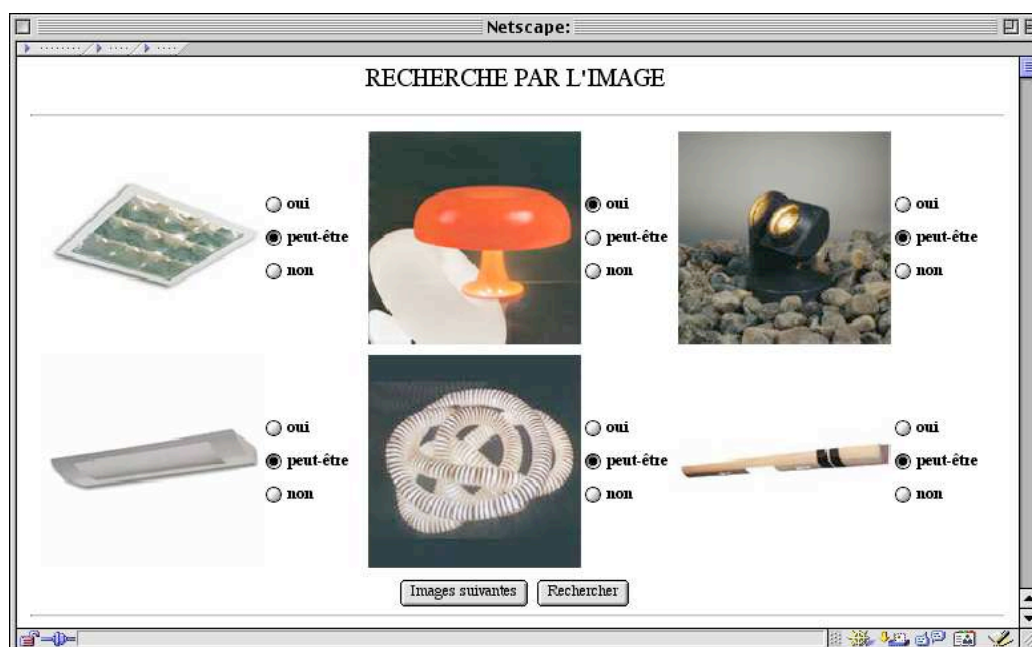 Netscape:
RECHERCHE PAR L'IMAGE
oui
peut-être
non
oui
peut-être
non
oui
peut-être
non
oui
peut-être
non
oui
peut-être
non
oui
peut-être
non
Images suivantes
Rechercher